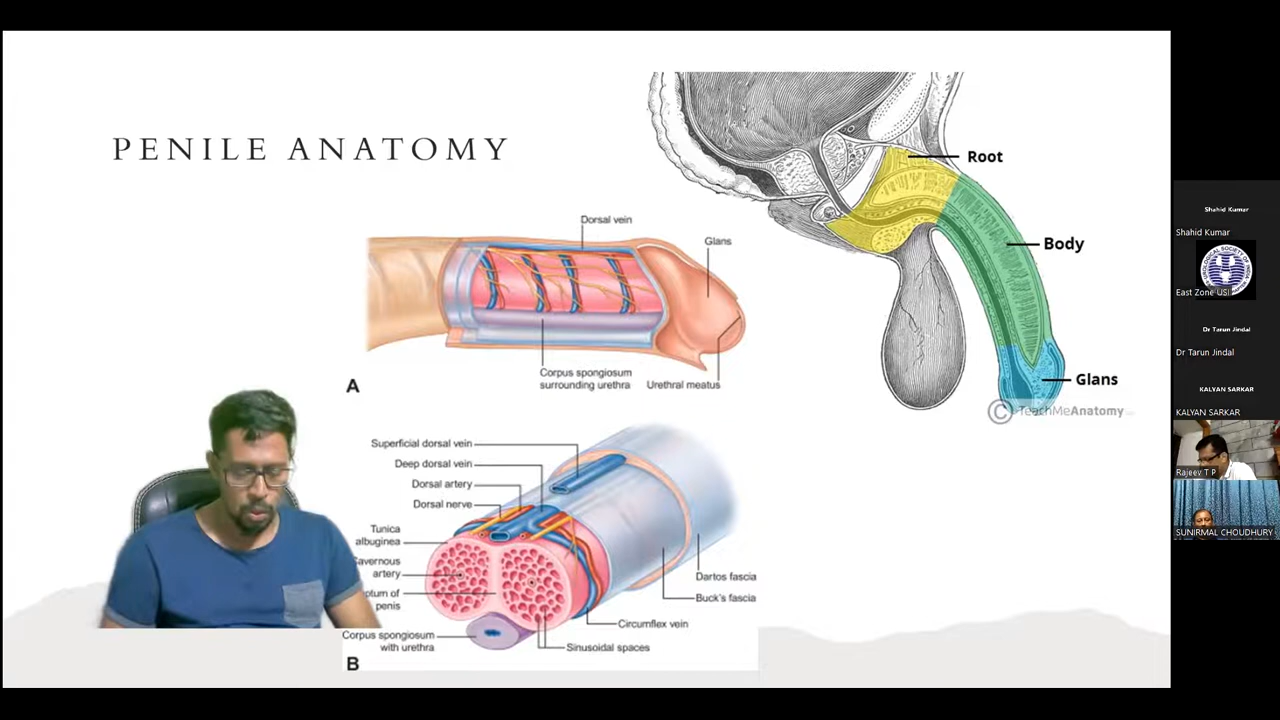 PENILE ANATOMY
Root
Body
Glans
© TeachMeAnatomy
Dorsal vein
Glans
Corpus spongiosum
surrounding urethra
Urethral meatus
A
Superficial dorsal vein
Deep dorsal vein
Dorsal artery
Dorsal nerve
Tunica
albuginea
avernous
artery
ptum of
penis
Corpus spongiosum
with urethra
Dartos fascia
Buck's fascia
Circumflex vein
Sinusoidal spaces
B
Shahid Kumar
Shahid Kumar
East Zone USI
Dr Tarun Jindal
Dr Tarun Jindal
KALYAN SARKAR
KALYAN SARKAR
Rajeev T P
SUNIRMAL CHOUDHURY